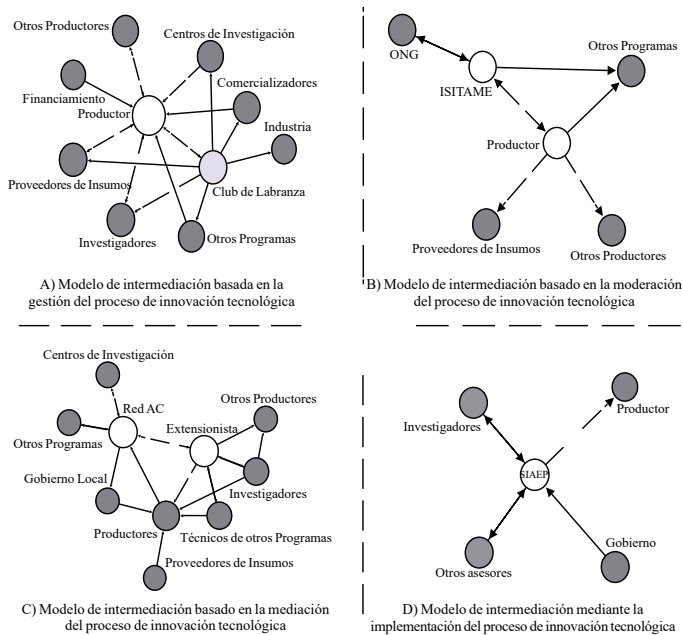 Otros Productores
Centros de Investigación
Comercializadores
Financiamiento
Productor
Industria
Proveedores de Insumos
Club de Labranza
Investigadores
Otros Programas
A) Modelo de intermediación basada en la
gestión del proceso de innovación tecnológica
ONG
Otros Programas
ISITAME
Productor
Proveedores de Insumos
Otros Productores
B) Modelo de intermediación basado en la moderación
del proceso de innovación tecnológica
Centros de Investigación
Red AC
Otros Productores
Extensionista
Otros Programas
Gobierno Local
Investigadores
Productores
Técnicos de otros Programas
Proveedores de Insumos
C) Modelo de intermediación basado en la mediación
del proceso de innovación tecnológica
Productor
Investigadores
SIAEP
Gobierno
Otros asesores
D) Modelo de intermediación mediante la
implementación del proceso de innovación tecnológica